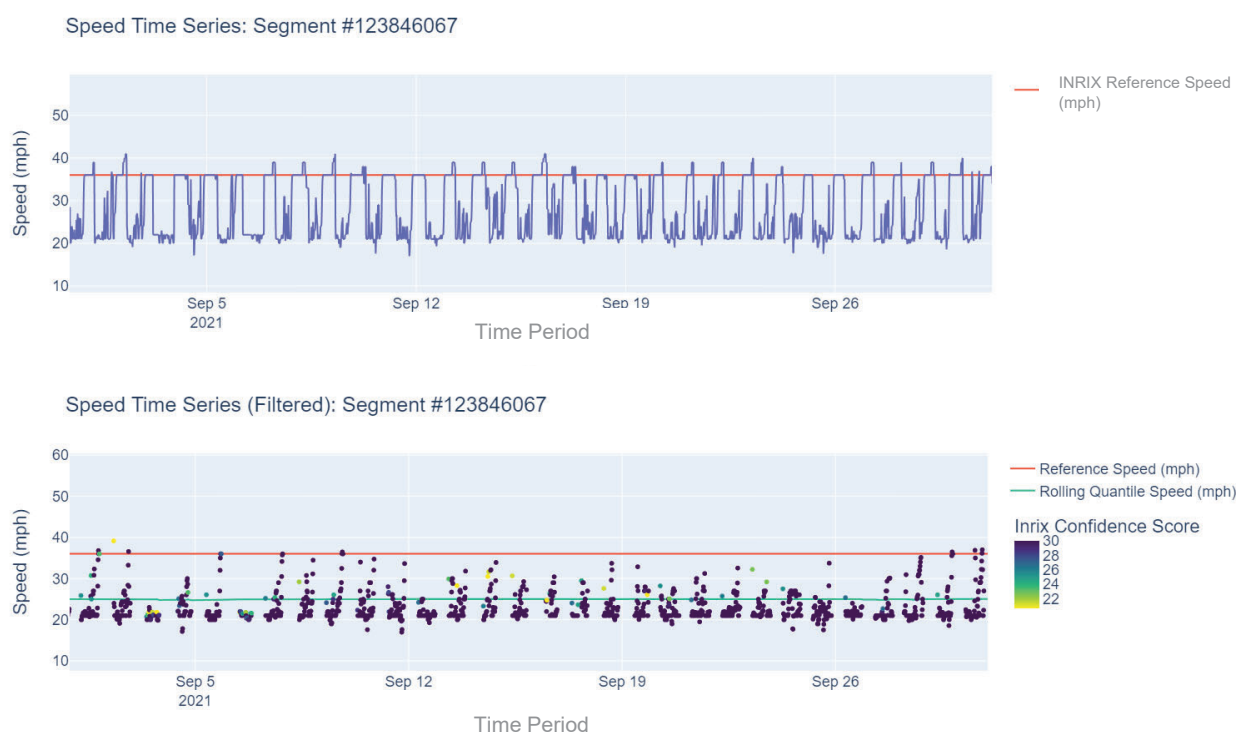 Speed Time Series: Segment #123846067
INRIX Reference Speed
(mph)
Speed (mph)
50
40
30
20
10
Sep 5
2021
Sep 12
Sep 19
Sep 26
Time Period
Speed Time Series (Filtered): Segment #123846067
Speed (mph)
60
50
40
30
20
10
Sep 5
2021
Sep 12
Sep 19
Sep 26
Time Period
Reference Speed (mph)
Rolling Quantile Speed (mph)
Inrix Confidence Score
30
28
26
24
22